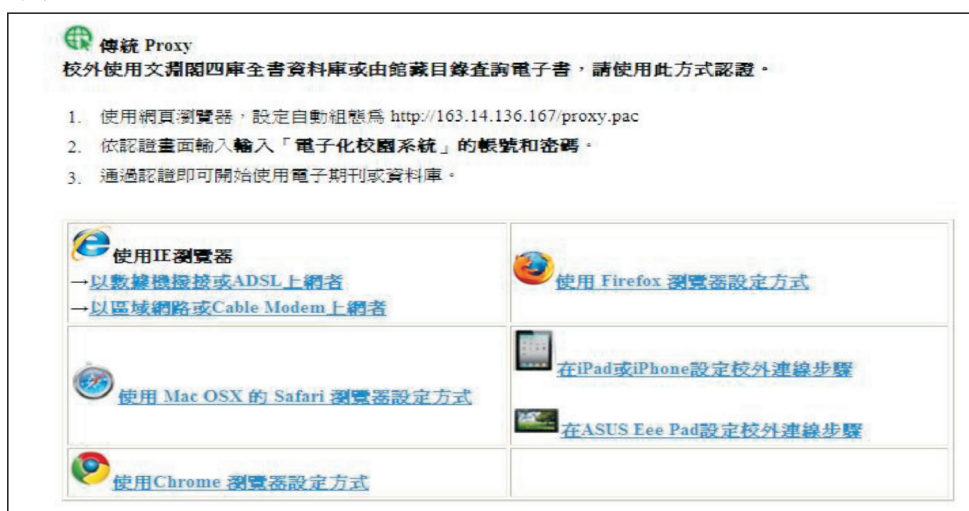 傳統 Proxy
校外使用文淵閣四庫全書資料庫或由館藏目錄查詢電子書，請使用此方式認證。
1. 使用網頁瀏覽器，設定自動組態為 http://163.14.136.167/proxy.pac
2. 依認證畫面輸入輸入「電子化校園系統」的帳號和密碼。
3. 通過認證即可開始使用電子期刊或資料庫。
使用IE瀏覽器
→以數據機撥接或ADSL上網者
→以區域網路或Cable Modem上網者
使用 Firefox 瀏覽器設定方式
使用 Mac OSX 的 Safari 瀏覽器設定方式
在iPad或iPhone設定校外連線步驟
在ASUS Eee Pad設定校外連線步驟
使用Chrome 瀏覽器設定方式